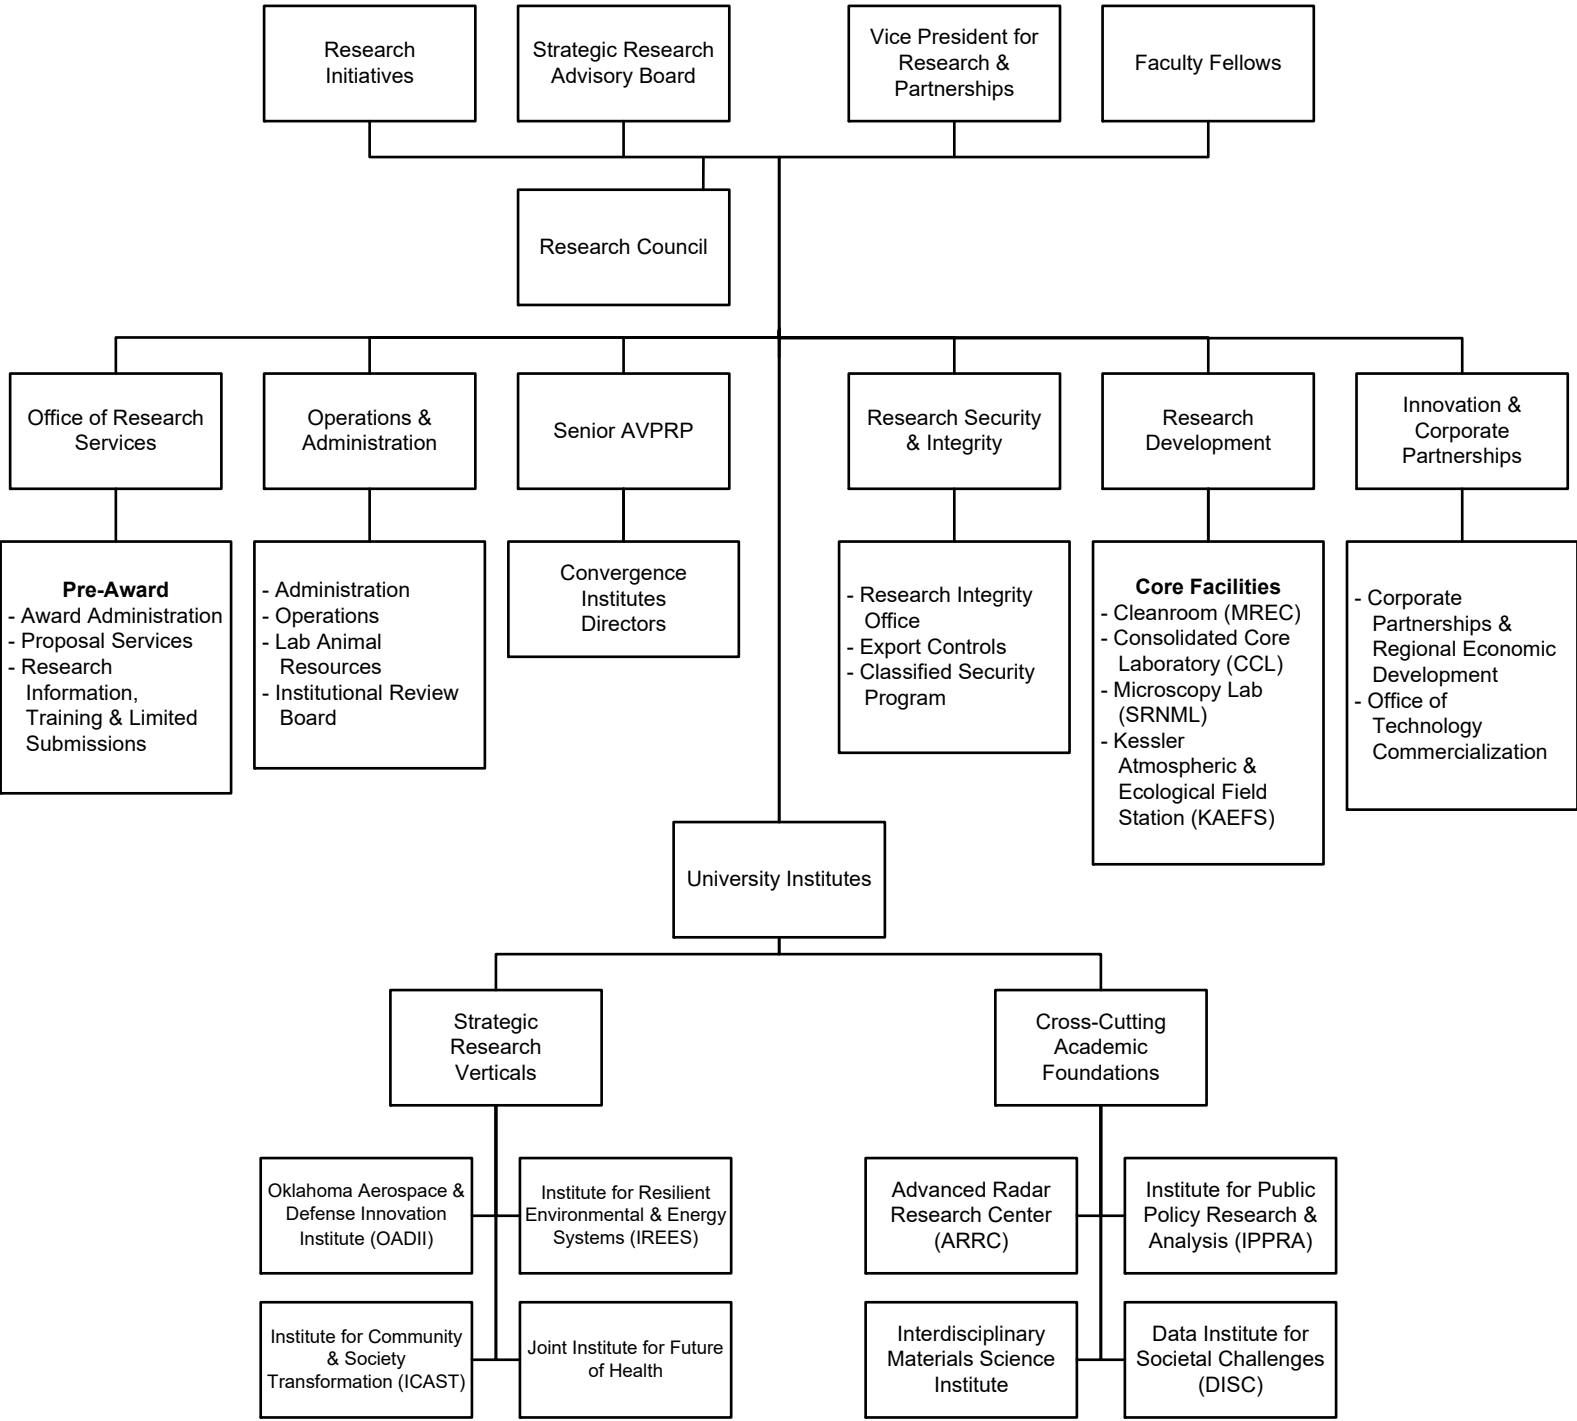 Research
Initiatives
Strategic Research
Advisory Board
Vice President for
Research &
Partnerships
Faculty Fellows
Research Council
Office of Research
Services
Operations &
Administration
Senior AVPRP
Research Security
& Integrity
Research
Development
Innovation &
Corporate
Partnerships
Pre-Award
- Award Administration
- Proposal Services
- Research
Information,
Training & Limited
Submissions
- Administration
- Operations
- Lab Animal
Resources
- Institutional Review
Board
Convergence
Institutes
Directors
- Research Integrity
Office
- Export Controls
- Classified Security
Program
Core Facilities
- Cleanroom (MREC)
- Consolidated Core
Laboratory (CCL)
- Microscopy Lab
(SRNML)
- Kessler
Atmospheric &
Ecological Field
Station (KAEFS)
- Corporate
Partnerships &
Regional Economic
Development
- Office of
Technology
Commercialization
University Institutes
Strategic
Research
Verticals
Cross-Cutting
Academic
Foundations
Oklahoma Aerospace &
Defense Innovation
Institute (OADII)
Institute for Resilient
Environmental & Energy
Systems (IREES)
Advanced Radar
Research Center
(ARRC)
Institute for Public
Policy Research &
Analysis (IPPRA)
Institute for Community
& Society
Transformation (ICAST)
Joint Institute for Future
of Health
Interdisciplinary
Materials Science
Institute
Data Institute for
Societal Challenges
(DISC)